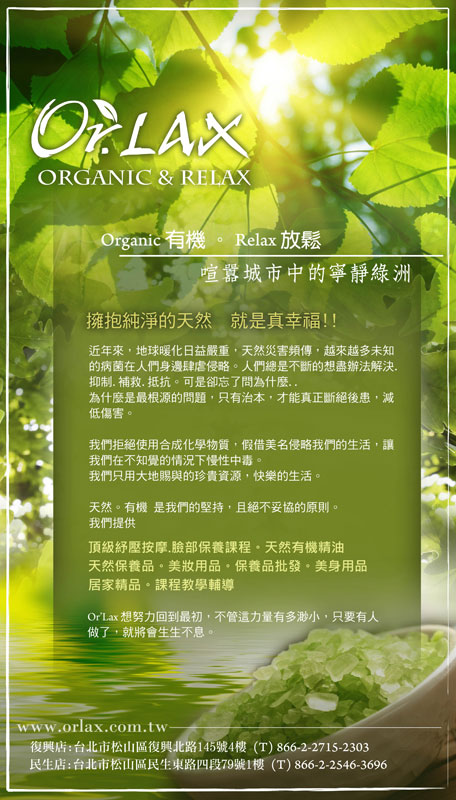 Or.LAX
ORGANIC & RELAX
Organic 有機 。 Relax 放鬆
喧囂城市中的寧靜綠洲
擁抱純淨的天然 就是真幸福!!
近年來，地球暖化日益嚴重，天然災害頻傳，越來越多未知
的病菌在人們身邊肆虐侵略。人們總是不斷的想盡辦法解決.
抑制.補救.抵抗。可是卻忘了問為什麼..
為什麼是最根源的問題，只有治本，才能真正斷絕後患，減
低傷害。
我們拒絕使用合成化學物質，假借美名侵略我們的生活，讓
我們在不知覺的情況下慢性中毒。
我們只用大地賜與的珍貴資源，快樂的生活。
天然。有機 是我們的堅持，且絕不妥協的原則。
我們提供
頂級紓壓按摩.臉部保養課程。天然有機精油
天然保養品。美妝用品。保養品批發。美身用品
居家精品。課程教學輔導
Or'Lax 想努力回到最初，不管這力量有多渺小，只要有人
做了，就將會生生不息。
www.orlax.com.tw
復興店:台北市松山區復興北路145號4樓 (T) 866-2-2715-2303
民生店:台北市松山區民生東路四段79號1樓 (T) 866-2-2546-3696